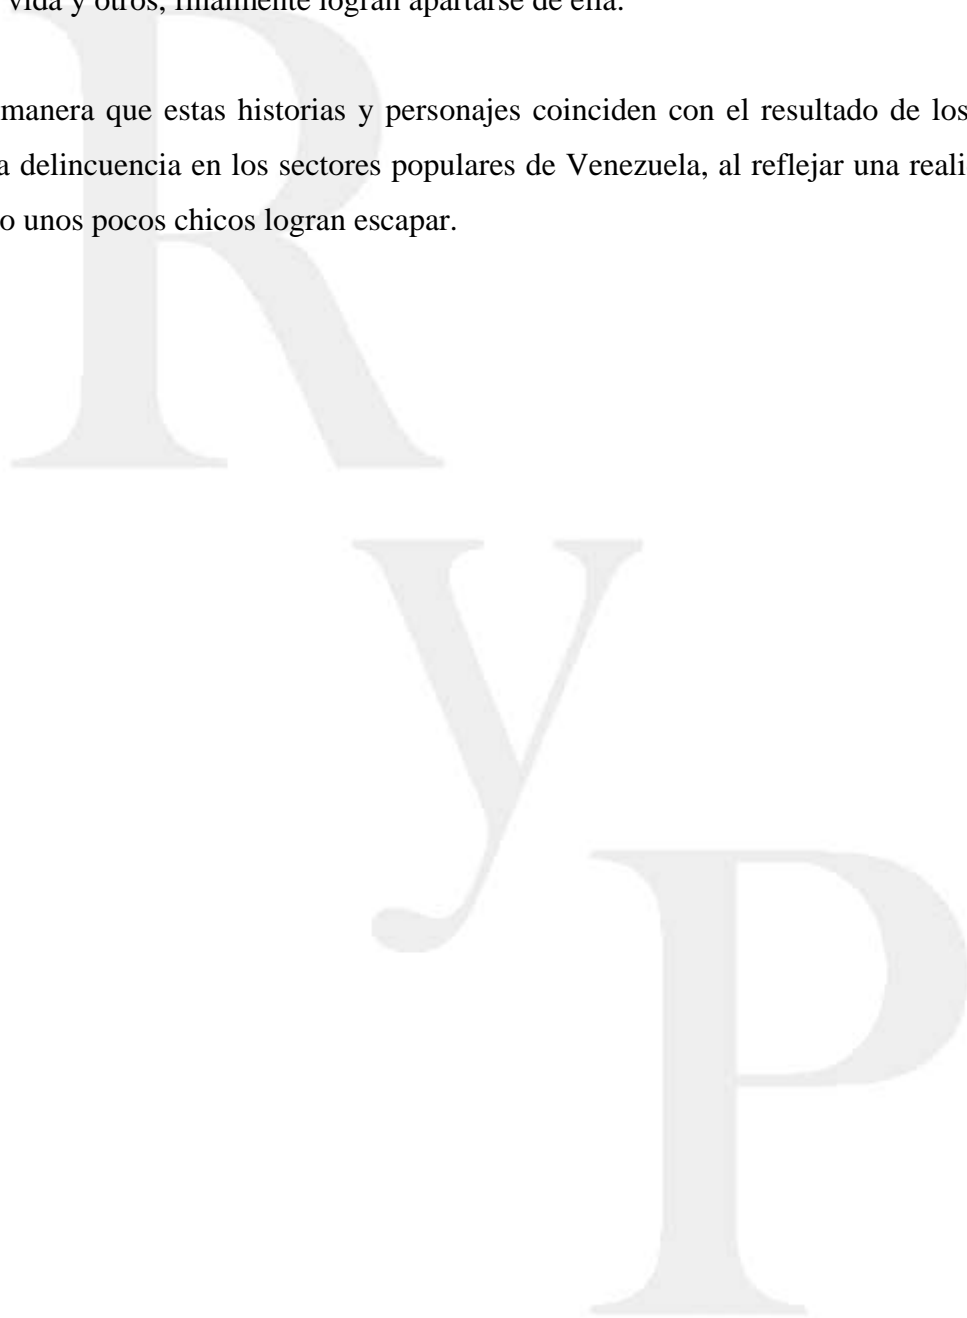 vida y otros, finalmente logran apartarse de ella.
manera que estas historias y personajes coinciden con el resultado de los
a delincuencia en los sectores populares de Venezuela, al reflejar una reali
o unos pocos chicos logran escapar.
R
y
P